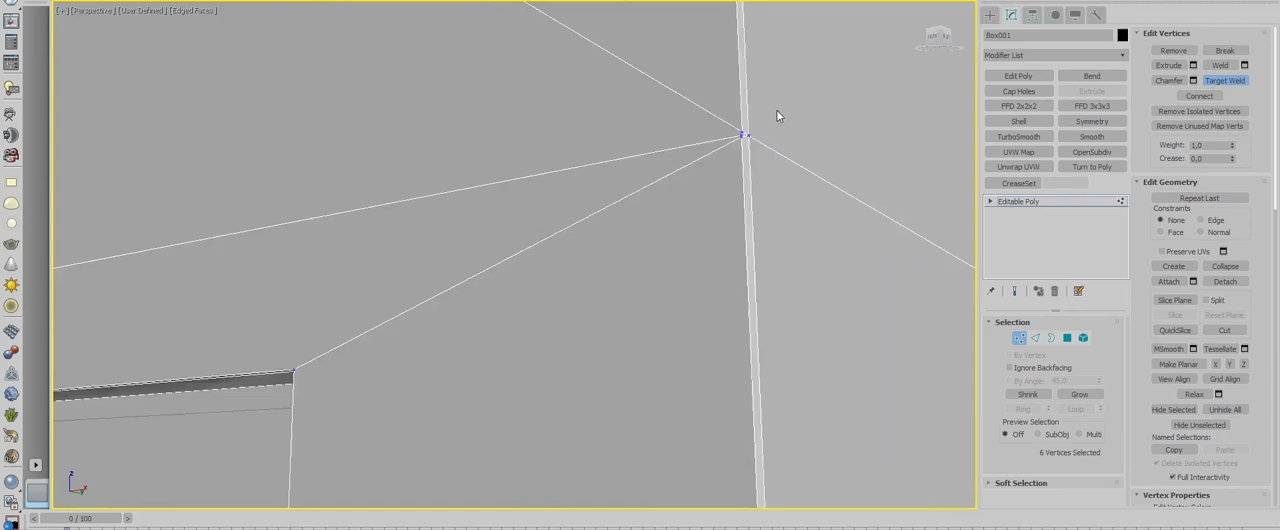 [+] [Perspective] [User Defined] [Edged Faces]
z
0 / 100
Box001
Modifier List
Edit Poly
Bend
Cap Holes
Extrude
FFD 2x2x2
FFD 3x3x3
Shell
Symmetry
TurboSmooth
Smooth
UVW Map
OpenSubdiv
Unwrap UVW
Turn to Poly
CreaseSet
Editable Poly
Selection
By Vertex
Ignore Backfacing
By Angle: 45,0
Shrink
Grow
Ring
Loop
Preview Selection
Off
SubObj
Multi
6 Vertices Selected
Soft Selection
Edit Vertices
Remove
Break
Extrude
Weld
Chamfer
Target Weld
Connect
Remove Isolated Vertices
Remove Unused Map Verts
Weight: 1,0
Crease: 0,0
Edit Geometry
Repeat Last
Constraints
None
Edge
Face
Normal
Preserve UVs
Create
Collapse
Attach
Detach
Slice Plane
Split
Slice
Reset Plane
QuickSlice
Cut
MSmooth
Tessellate
Make Planar
X
Y
Z
View Align
Grid Align
Relax
Hide Selected
Unhide All
Hide Unselected
Named Selections:
Copy
Paste
Delete Isolated Vertices
Full Interactivity
Vertex Properties